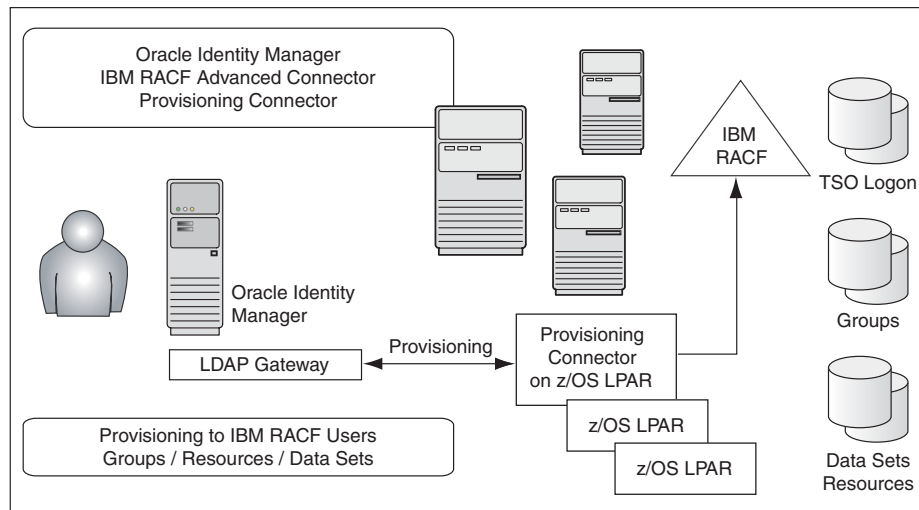 Oracle Identity Manager
IBM RACF Advanced Connector
Provisioning Connector
IBM
RACF
TSO Logon
Oracle Identity
Manager
Groups
LDAP Gateway
Provisioning
Provisioning
Connector
on z/OS LPAR
z/OS LPAR
z/OS LPAR
Provisioning to IBM RACF Users
Groups / Resources / Data Sets
Data Sets
Resources